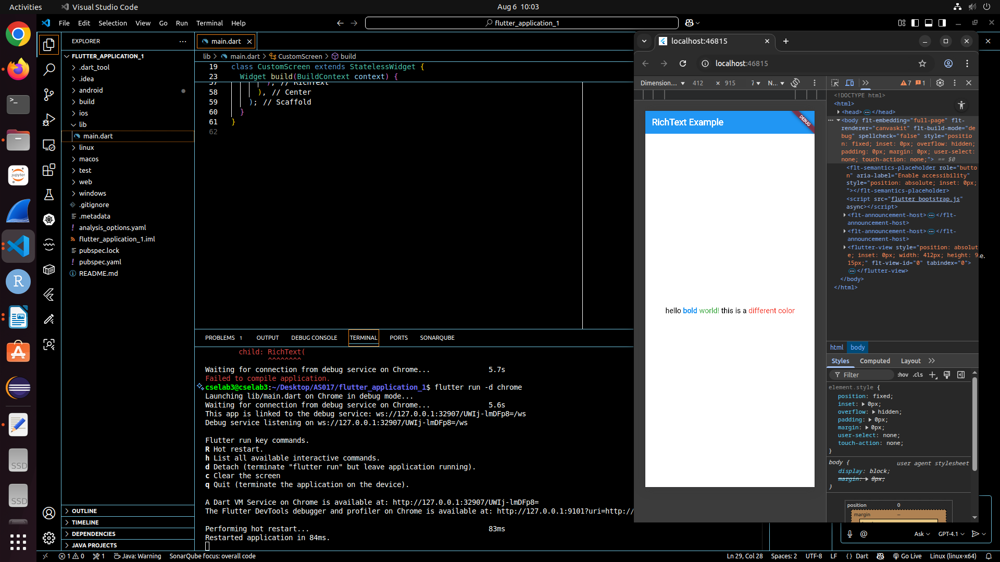 Activities
Visual Studio Code
Aug 6 10:03
File Edit Selection View Go Run Terminal Help
flutter_application_1
EXPLORER
FLUTTER_APPLICATION_1
.dart_tool
.idea
android
build
ios
lib
main.dart
linux
macos
test
web
windows
.gitignore
.metadata
analysis_options.yaml
flutter_application_1.iml
pubspec.lock
pubspec.yaml
README.md
OUTLINE
TIMELINE
DEPENDENCIES
JAVA PROJECTS
main.dart
lib > main.dart > CustomScreen > build
19 class CustomScreen extends StatelessWidget {
23 Widget build(BuildContext context) {
57 ), // RichText
58 ), // Center
59 ); // Scaffold
60 }
61 }
62
PROBLEMS 1 OUTPUT DEBUG CONSOLE TERMINAL PORTS SONARQUBE
child: RichText(
^^^^^^^^
Waiting for connection from debug service on Chrome... 5.7s
Failed to compile application.
cselab3@cselab3:~/Desktop/AS017/flutter_application_1$ flutter run -d chrome
Launching lib/main.dart on Chrome in debug mode...
Waiting for connection from debug service on Chrome... 5.6s
This app is linked to the debug service: ws://127.0.0.1:32907/UWIj-lmDFp8=/ws
Debug service listening on ws://127.0.0.1:32907/UWIj-lmDFp8=/ws
Flutter run key commands.
R Hot restart.
h List all available interactive commands.
d Detach (terminate "flutter run" but leave application running).
c Clear the screen
q Quit (terminate the application on the device).
A Dart VM Service on Chrome is available at: http://127.0.0.1:32907/UWIj-lmDFp8=
The Flutter DevTools debugger and profiler on Chrome is available at: http://127.0.0.1:9101?uri=http://
Performing hot restart... 83ms
Restarted application in 84ms.
localhost:46815
localhost:46815
Dimension... 412 × 915 7 N...
RichText Example
DEBUG
hello bold world! this is a different color
7 1
<!DOCTYPE html>
<html>
<head> ... </head>
<body flt-embedding="full-page" flt-
renderer="canvaskit" flt-build-mode="de
bug" spellcheck="false" style="positio
n: fixed; inset: 0px; overflow: hidden;
padding: 0px; margin: 0px; user-select:
none; touch-action: none;"> == $0
<flt-semantics-placeholder role="butto
n" aria-label="Enable accessibility"
style="position: absolute; inset: 0px;
"></flt-semantics-placeholder>
<script src="flutter_bootstrap.js"
async></script>
<flt-announcement-host> ... </flt-
announcement-host>
<flt-announcement-host> ... </flt-
announcement-host>
<flutter-view style="position: absolut
e; inset: 0px; width: 412px; height: 9
15px;" flt-view-id="0" tabindex="0">
... </flutter-view>
</body>
</html>
html body
Styles Computed Layout
Filter :hov .cls
element.style {
position: fixed;
inset: 0px;
overflow: hidden;
padding: 0px;
margin: 0px;
user-select: none;
touch-action: none;
}
body { user agent stylesheet
display: block;
margin: 8px;
}
position 0
margin –
e.
Ask GPT-4.1
R
SSD
SSD
1 0 1 Java: Warning SonarQube focus: overall code
Ln 29, Col 28 Spaces: 2 UTF-8 LF {} Dart Go Live Linux (linux-x64)